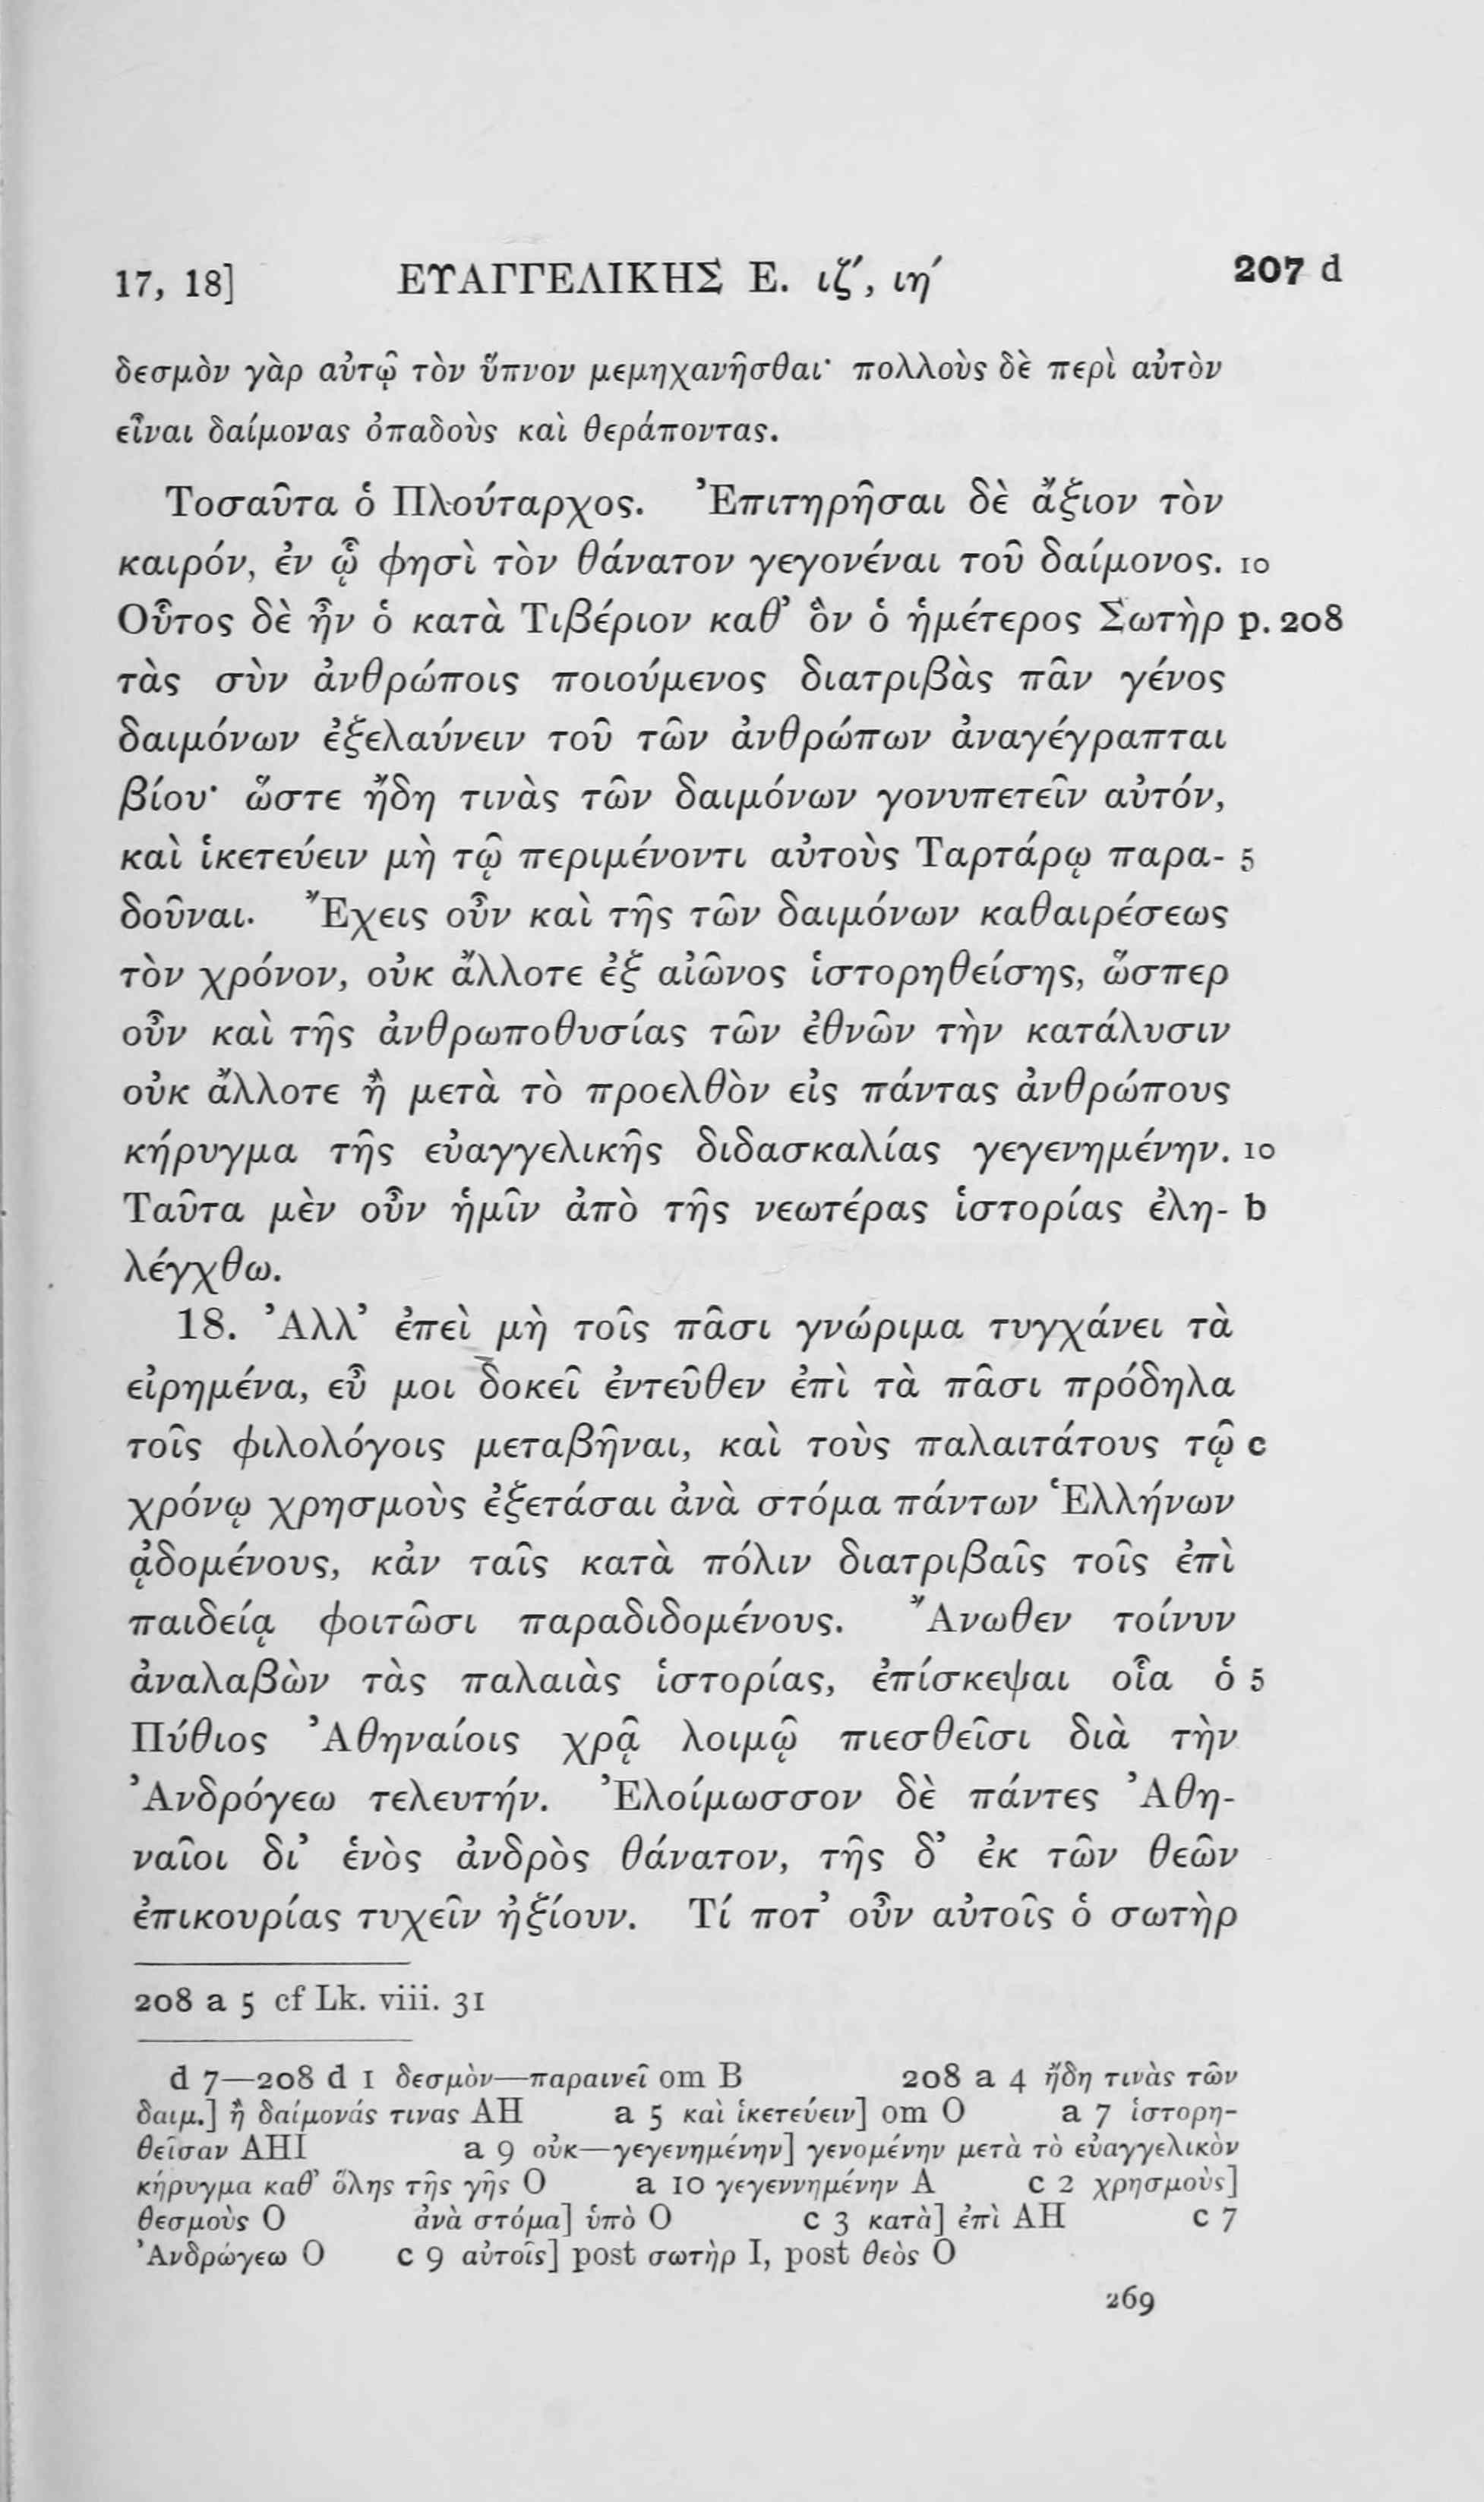 17, 18] ΕΥΑΓΓΕΛΙΚΗΣ Ε. ιζ´, ιη´ 207 d
δεσμὸν γὰρ αὐτῷ τὸν ὕπνον μεμηχανῆσθαι· πολλοὺς δὲ περὶ αὐτὸν
εἶναι δαίμονας ὀπαδοὺς καὶ θεράποντας.
Τοσαῦτα ὁ Πλούταρχος. Ἐπιτηρῆσαι δὲ ἄξιον τὸν
καιρόν, ἐν ᾧ φησὶ τὸν θάνατον γεγονέναι τοῦ δαίμονος. 10
Οὗτος δὲ ἦν ὁ κατὰ Τιβέριον καθ’ ὃν ὁ ἡμέτερος Σωτὴρ p. 208
τὰς σὺν ἀνθρώποις ποιούμενος διατριβὰς πᾶν γένος
δαιμόνων ἐξελαύνειν τοῦ τῶν ἀνθρώπων ἀναγέγραπται
βίου· ὥστε ἤδη τινὰς τῶν δαιμόνων γονυπετεῖν αὐτόν,
καὶ ἱκετεύειν μὴ τῷ περιμένοντι αὐτοὺς Ταρτάρῳ παρα- 5
δοῦναι. Ἔχεις οὖν καὶ τῆς τῶν δαιμόνων καθαιρέσεως
τὸν χρόνον, οὐκ ἄλλοτε ἐξ αἰῶνος ἱστορηθείσης, ὥσπερ
οὖν καὶ τῆς ἀνθρωποθυσίας τῶν ἐθνῶν τὴν κατάλυσιν
οὐκ ἄλλοτε ἢ μετὰ τὸ προελθὸν εἰς πάντας ἀνθρώπους
κήρυγμα τῆς εὐαγγελικῆς διδασκαλίας γεγενημένην. 10
Ταῦτα μὲν οὖν ἡμῖν ἀπὸ τῆς νεωτέρας ἱστορίας ἐλη- b
λέγχθω.
18. Ἀλλ’ ἐπεὶ μὴ τοῖς πᾶσι γνώριμα τυγχάνει τὰ
εἰρημένα, εὖ μοι δοκεῖ ἐντεῦθεν ἐπὶ τὰ πᾶσι πρόδηλα
τοῖς φιλολόγοις μεταβῆναι, καὶ τοὺς παλαιτάτους τῷ c
χρόνῳ χρησμοὺς ἐξετάσαι ἀνὰ στόμα πάντων Ἑλλήνων
ᾀδομένους, κἀν ταῖς κατὰ πόλιν διατριβαῖς τοῖς ἐπὶ
παιδείᾳ φοιτῶσι παραδιδομένους. Ἄνωθεν τοίνυν
ἀναλαβὼν τὰς παλαιὰς ἱστορίας, ἐπίσκεψαι οἷα ὁ 5
Πύθιος Ἀθηναίοις χρᾷ λοιμῷ πιεσθεῖσι διὰ τὴν
Ἀνδρόγεω τελευτήν. Ἐλοίμωσσον δὲ πάντες Ἀθη-
ναῖοι δι’ ἑνὸς ἀνδρὸς θάνατον, τῆς δ’ ἐκ τῶν θεῶν
ἐπικουρίας τυχεῖν ἠξίουν. Τί ποτ’ οὖν αὐτοῖς ὁ σωτὴρ
208 a 5 cf Lk. viii. 31
d 7—208 d 1 δεσμὸν—παραινεῖ om B 208 a 4 ἤδη τινὰς τῶν
δαιμ.] ἢ δαίμονάς τινας AH a 5 καὶ ἱκετεύειν] om O a 7 ἱστορη-
θεῖσαν AHI a 9 οὐκ—γεγενημένην] γενομένην μετὰ τὸ εὐαγγελικὸν
κήρυγμα καθ’ ὅλης τῆς γῆς O a 10 γεγεννημένην A c 2 χρησμοὺς]
θεσμοὺς O ἀνὰ στόμα] ὑπὸ O c 3 κατὰ] ἐπὶ AH c 7
Ἀνδρώγεω O c 9 αὐτοῖς] post σωτὴρ I, post θεὸς O
269